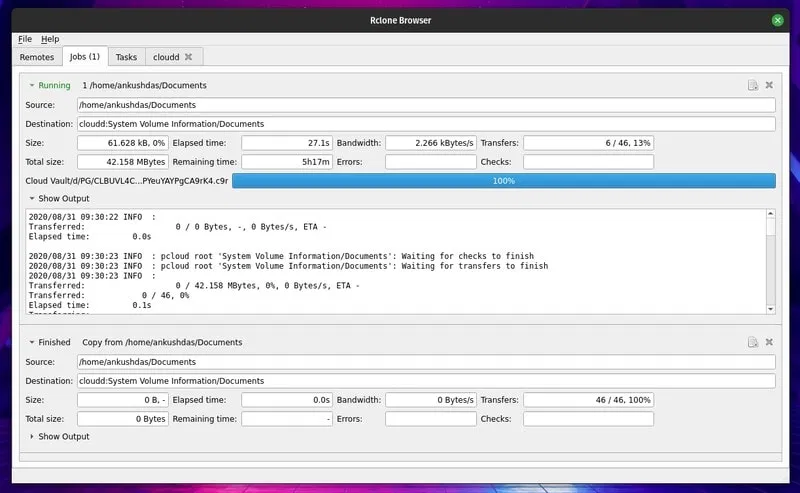 Rclone Browser
File Help
Remotes Jobs (1) Tasks cloudd
Running 1 /home/ankushdas/Documents
Source: /home/ankushdas/Documents
Destination: cloudd:System Volume Information/Documents
Size: 61.628 kB, 0% Elapsed time: 27.1s Bandwidth: 2.266 kBytes/s Transfers: 6 / 46, 13%
Total size: 42.158 MBytes Remaining time: 5h17m Errors: Checks:
Cloud Vault/d/PG/CLBUVL4C...PYeuYAYPgCA9rK4.c9r 100%
Show Output
2020/08/31 09:30:22 INFO  :
Transferred: 0 / 0 Bytes, -, 0 Bytes/s, ETA -
Elapsed time: 0.0s
2020/08/31 09:30:23 INFO  : pcloud root 'System Volume Information/Documents': Waiting for checks to finish
2020/08/31 09:30:23 INFO  : pcloud root 'System Volume Information/Documents': Waiting for transfers to finish
2020/08/31 09:30:23 INFO  :
Transferred: 0 / 42.158 MBytes, 0%, 0 Bytes/s, ETA -
Transferred: 0 / 46, 0%
Elapsed time: 0.1s
Finished Copy from /home/ankushdas/Documents
Source: /home/ankushdas/Documents
Destination: cloudd:System Volume Information/Documents
Size: 0 B, - Elapsed time: 0.0s Bandwidth: 0 Bytes/s Transfers: 46 / 46, 100%
Total size: 0 Bytes Remaining time: - Errors: Checks:
Show Output